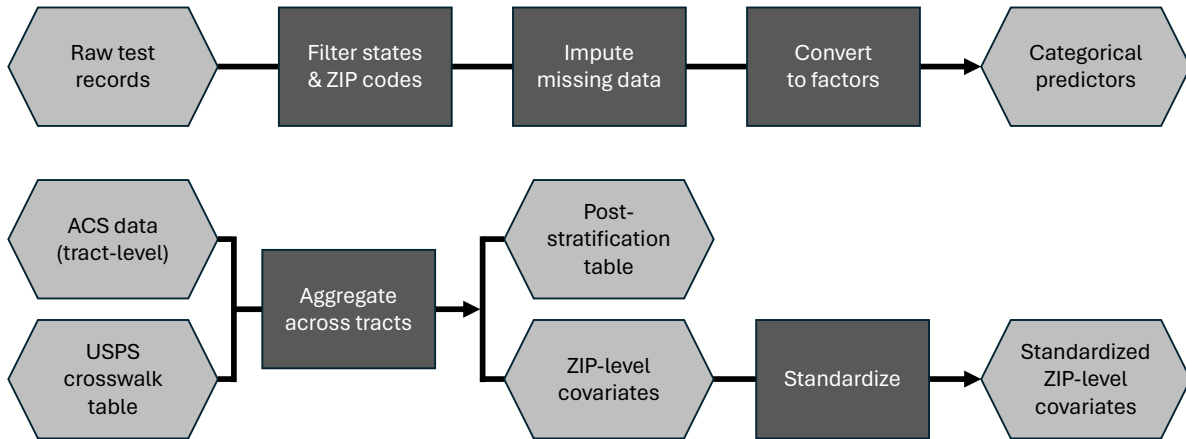 Raw test
records
Filter states
& ZIP codes
Impute
missing data
Convert
to factors
Categorical
predictors
ACS data
(tract-level)
USPS
crosswalk
table
Aggregate
across tracts
Post-
stratification
table
ZIP-level
covariates
Standardize
Standardized
ZIP-level
covariates